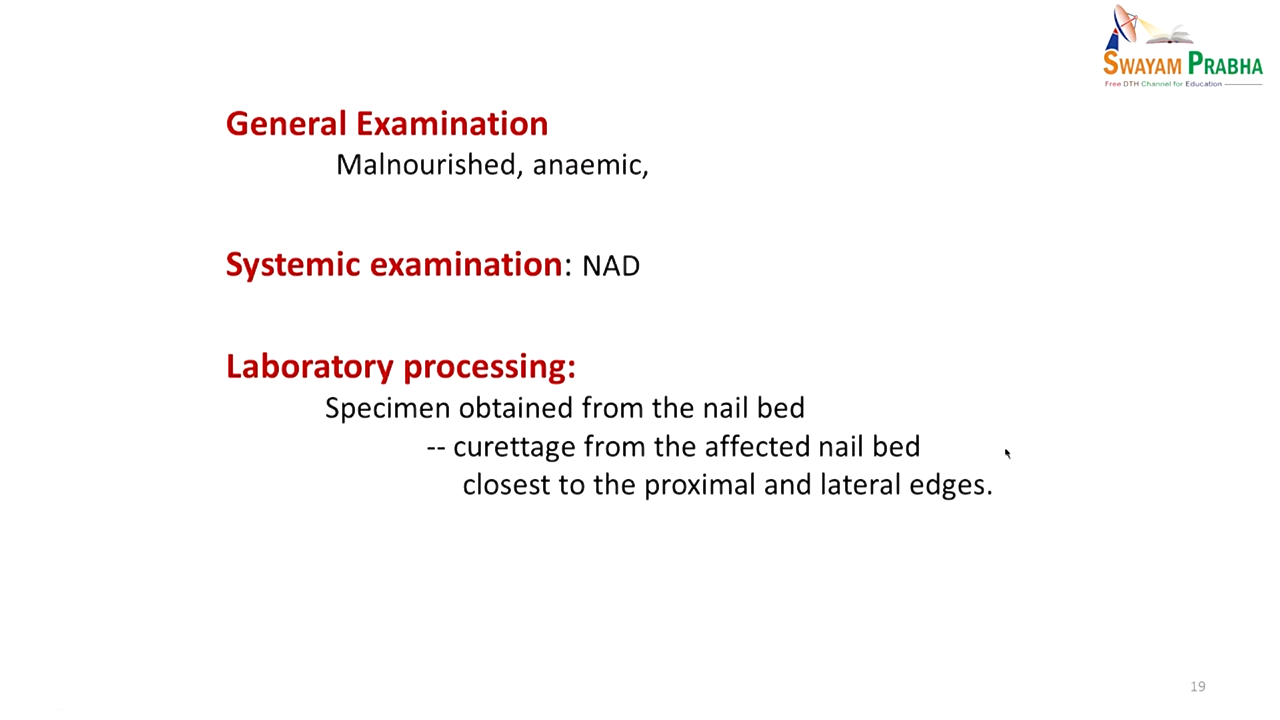 SWAYAM PRABHA
Free DTH Channel for Education
General Examination
Malnourished, anaemic,
Systemic examination: NAD
Laboratory processing:
Specimen obtained from the nail bed
-- curettage from the affected nail bed
closest to the proximal and lateral edges.
19